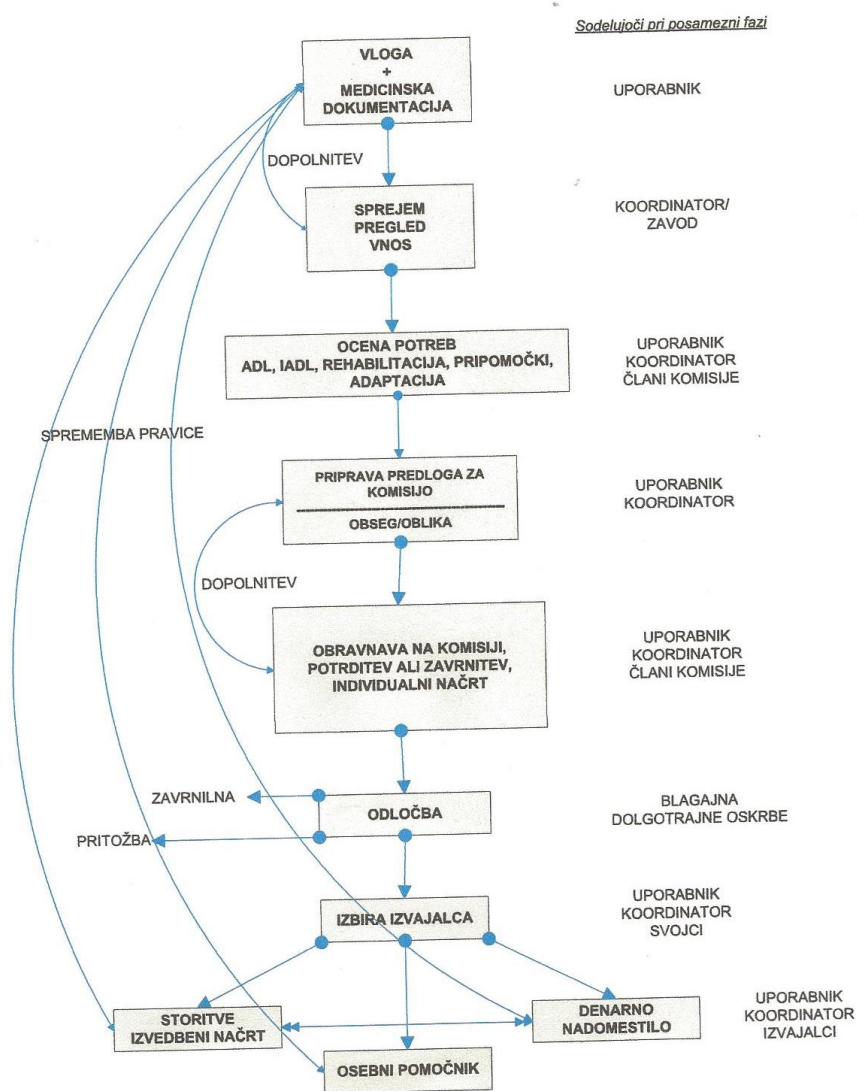 Sodelujoči pri posamezni fazi
VLOGA
+
MEDICINSKA
DOKUMENTACIJA
UPORABNIK
DOPOLNITEV
SPREJEM
PREGLED
VNOS
KOORDINATOR/
ZAVOD
OCENA POTREB
ADL, IADL, REHABILITACIJA, PRIPOMOČKI,
ADAPTACIJA
UPORABNIK
KOORDINATOR
ČLANI KOMISIJE
SPREMEMBA PRAVICE
PRIPRAVA PREDLOGA ZA
KOMISIJO
OBSEG/OBLIKA
UPORABNIK
KOORDINATOR
DOPOLNITEV
OBRAVNAVA NA KOMISIJI,
POTRDITEV ALI ZAVRNITEV,
INDIVIDUALNI NAČRT
UPORABNIK
KOORDINATOR
ČLANI KOMISIJE
ZAVRNILNA
PRITOŽBA
ODLOČBA
BLAGAJNA
DOLGOTRAJNE OSKRBE
IZBIRA IZVAJALCA
UPORABNIK
KOORDINATOR
SVOJCI
STORITVE
IZVEDBENI NAČRT
DENARNO
NADOMESTILO
UPORABNIK
KOORDINATOR
IZVAJALCI
OSEBNI POMOČNIK